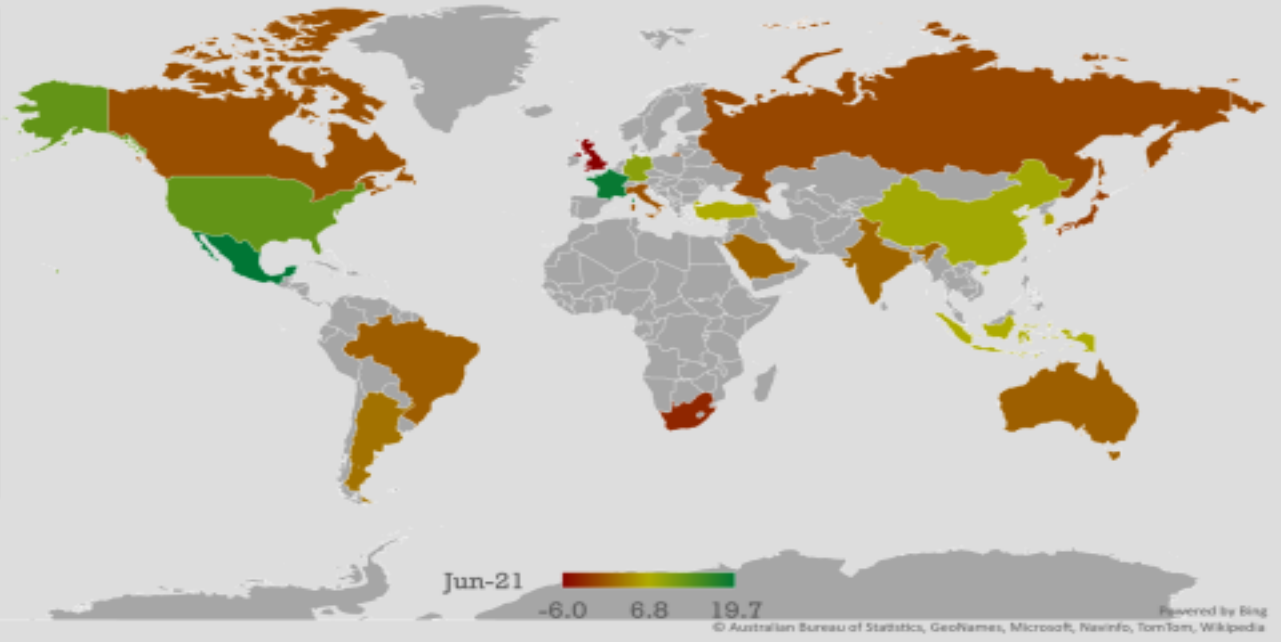 Jun-21
-6.0 6.8 19.7
Powered by Bing
© Australian Bureau of Statistics, GeoNames, Microsoft, Navinfo, TomTom, Wikipedia